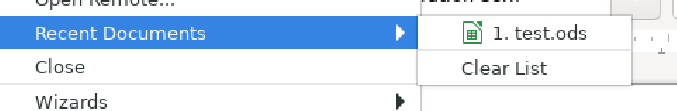 Open Remote...
Recent Documents
1. test.ods
Clear List
Close
Wizards